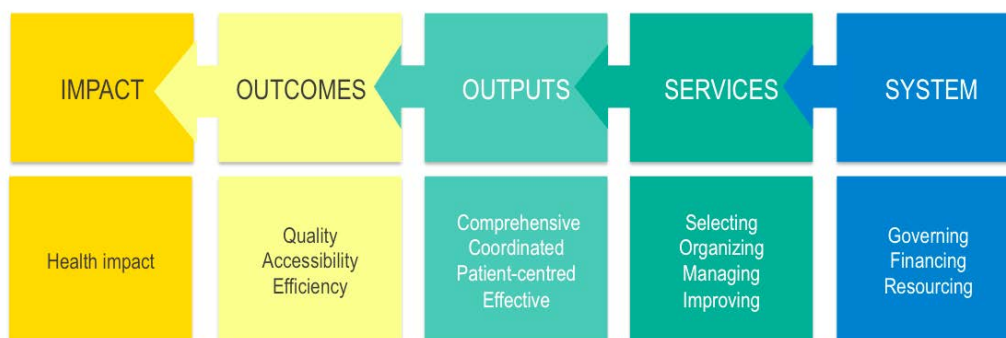 IMPACT
OUTCOMES
OUTPUTS
SERVICES
SYSTEM
Health impact
Quality
Accessibility
Efficiency
Comprehensive
Coordinated
Patient-centred
Effective
Selecting
Organizing
Managing
Improving
Governing
Financing
Resourcing